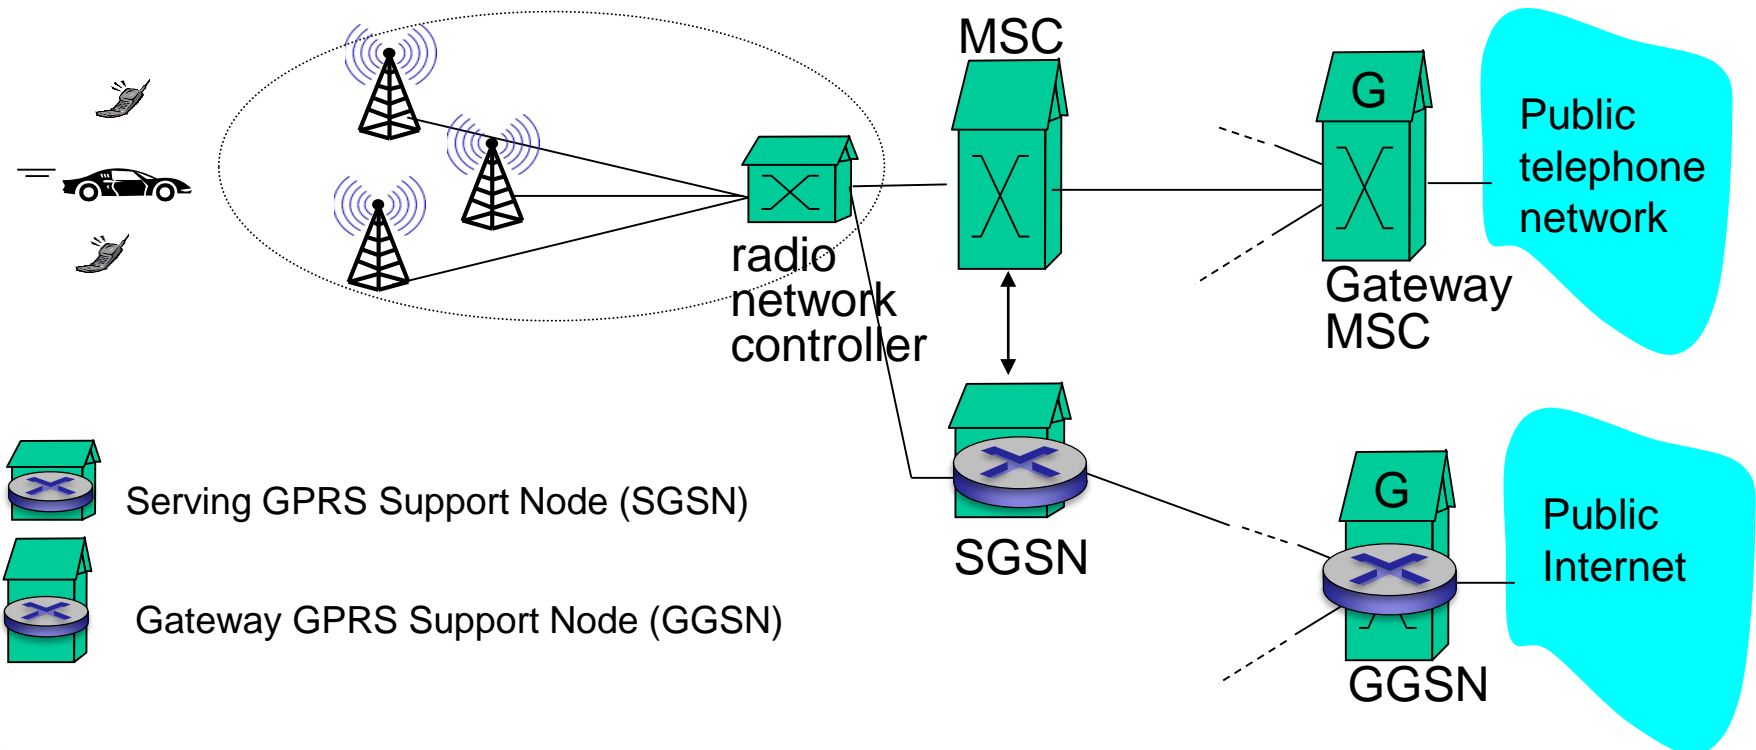 MSC
G
Public
telephone
network
radio
network
controller
Gateway
MSC
Serving GPRS Support Node (SGSN)
SGSN
G
Public
Internet
Gateway GPRS Support Node (GGSN)
GGSN